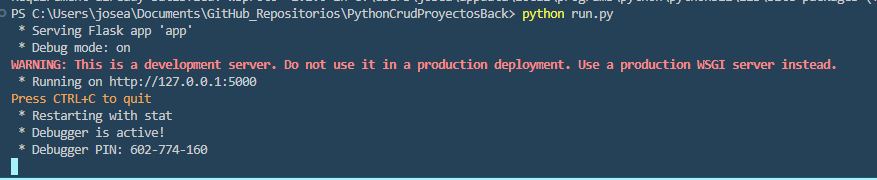 PS C:\Users\josea\Documents\GitHub_Repositorios\PythonCrudProyectosBack> python run.py
* Serving Flask app 'app'
* Debug mode: on
WARNING: This is a development server. Do not use it in a production deployment. Use a production WSGI server instead.
* Running on http://127.0.0.1:5000
Press CTRL+C to quit
* Restarting with stat
* Debugger is active!
* Debugger PIN: 602-774-160